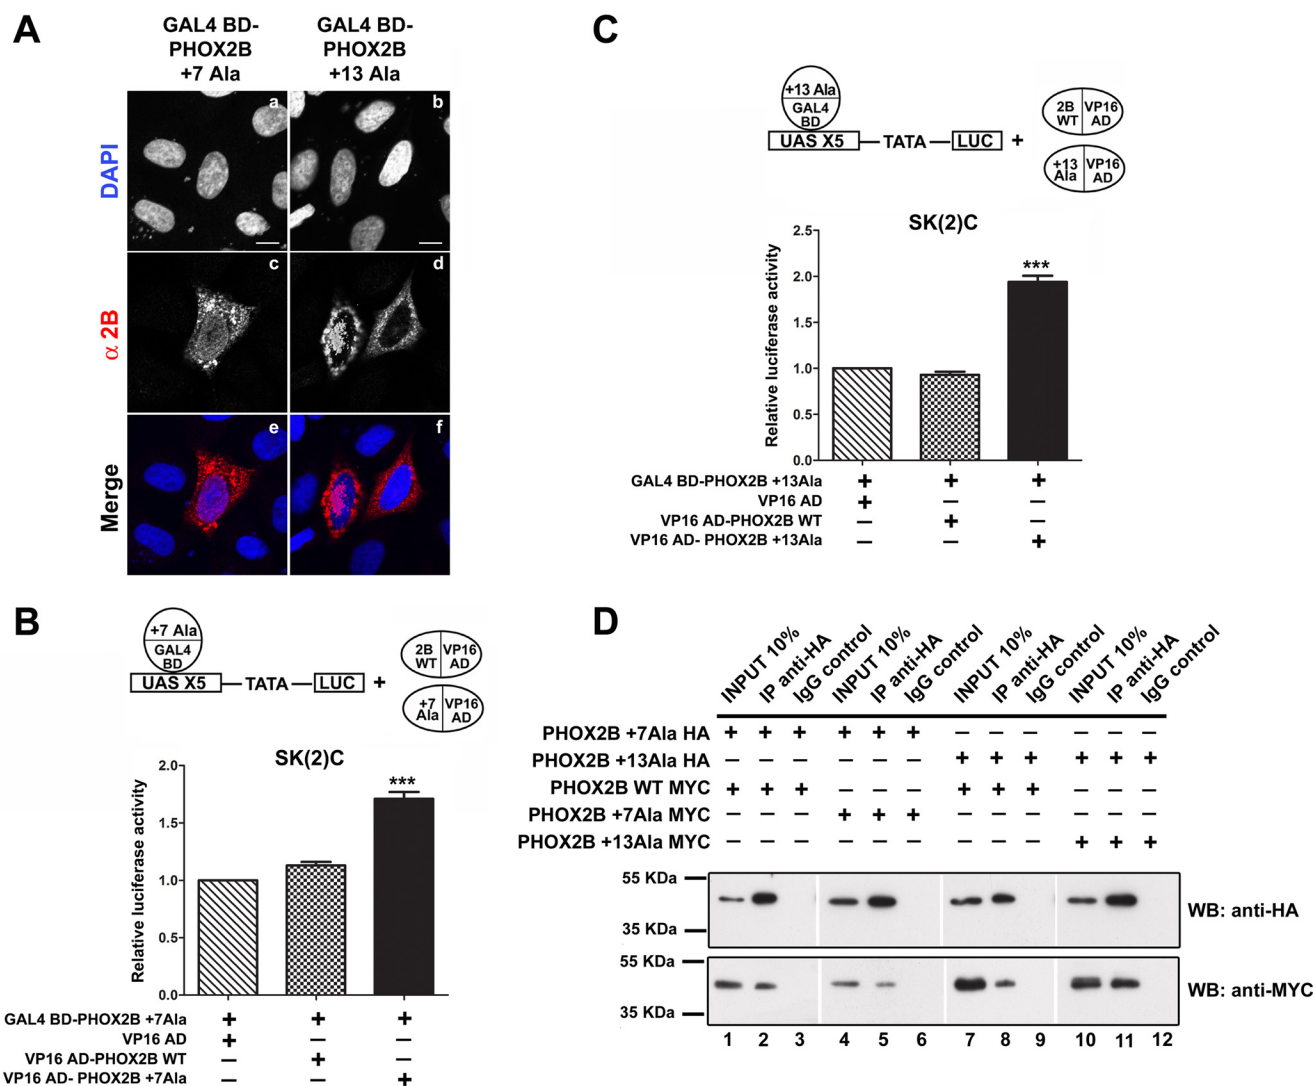 A
GAL4 BD-
PHOX2B
+7 Ala
GAL4 BD-
PHOX2B
+13 Ala
DAPI
α 2B
Merge
a
b
c
d
e
f
B
+7 Ala
GAL4
BD
UAS X5
TATA
LUC
+
2B
WT
VP16
AD
+7
Ala
VP16
AD
SK(2)C
Relative luciferase activity
2.0
1.5
1.0
0.5
0.0
***
GAL4 BD-PHOX2B +7Ala + + +
VP16 AD + — —
VP16 AD-PHOX2B WT — + —
VP16 AD- PHOX2B +7Ala — — +
C
+13 Ala
GAL4
BD
UAS X5
TATA
LUC
+
2B
WT
VP16
AD
+13
Ala
VP16
AD
SK(2)C
Relative luciferase activity
2.5
2.0
1.5
1.0
0.5
0.0
***
GAL4 BD-PHOX2B +13Ala + + +
VP16 AD + — —
VP16 AD-PHOX2B WT — + —
VP16 AD- PHOX2B +13Ala — — +
D
INPUT 10%
IP anti-HA
IgG control
INPUT 10%
IP anti-HA
IgG control
INPUT 10%
IP anti-HA
IgG control
INPUT 10%
IP anti-HA
IgG control
PHOX2B +7Ala HA + + + + + + — — — — — —
PHOX2B +13Ala HA — — — — — — + + + + + +
PHOX2B WT MYC + + + — — — + + + — — —
PHOX2B +7Ala MYC — — — + + + — — — — — —
PHOX2B +13Ala MYC — — — — — — — — — + + +
55 KDa
35 KDa
WB: anti-HA
55 KDa
35 KDa
WB: anti-MYC
1 2 3 4 5 6 7 8 9 10 11 12